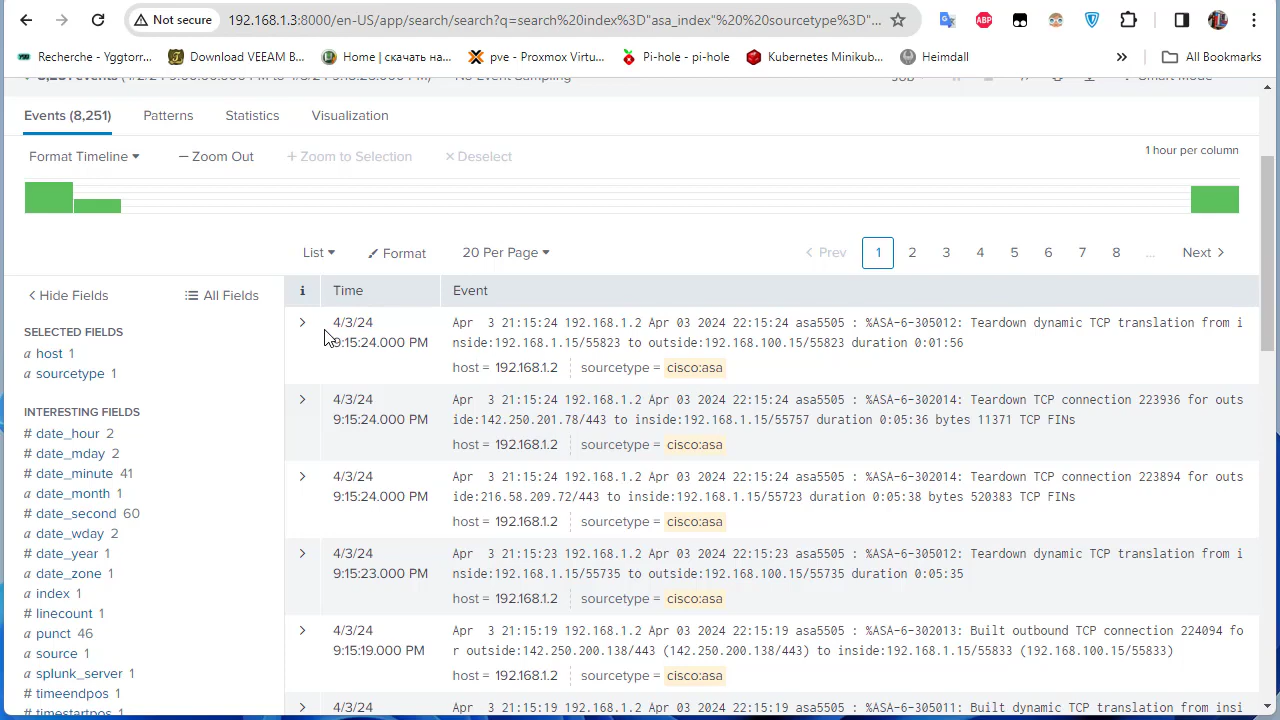 Not secure 192.168.1.3:8000/en-US/app/search/search?q=search%20index%3D"asa_index"%20%20sourcetype%3D"...
Recherche - Yggtorr... Download VEEAM B... Home | скачать на... pve - Proxmox Virtu... Pi-hole - pi-hole Kubernetes Minikub... Heimdall » All Bookmarks
No Event Sampling Smart Mode
Events (8,251) Patterns Statistics Visualization
Format Timeline — Zoom Out + Zoom to Selection × Deselect 1 hour per column
List Format 20 Per Page < Prev 1 2 3 4 5 6 7 8 ... Next >
< Hide Fields All Fields i Time Event
SELECTED FIELDS
a host 1
a sourcetype 1
INTERESTING FIELDS
# date_hour 2
# date_mday 2
# date_minute 41
a date_month 1
# date_second 60
a date_wday 2
# date_year 1
a date_zone 1
a index 1
# linecount 1
a punct 46
a source 1
a splunk_server 1
# timeendpos 1
# timestartpos 1
> 4/3/24 Apr  3 21:15:24 192.168.1.2 Apr 03 2024 22:15:24 asa5505 : %ASA-6-305012: Teardown dynamic TCP translation from i
9:15:24.000 PM nside:192.168.1.15/55823 to outside:192.168.100.15/55823 duration 0:01:56
host = 192.168.1.2 sourcetype = cisco:asa
> 4/3/24 Apr  3 21:15:24 192.168.1.2 Apr 03 2024 22:15:24 asa5505 : %ASA-6-302014: Teardown TCP connection 223936 for outs
9:15:24.000 PM ide:142.250.201.78/443 to inside:192.168.1.15/55757 duration 0:05:36 bytes 11371 TCP FINs
host = 192.168.1.2 sourcetype = cisco:asa
> 4/3/24 Apr  3 21:15:24 192.168.1.2 Apr 03 2024 22:15:24 asa5505 : %ASA-6-302014: Teardown TCP connection 223894 for outs
9:15:24.000 PM ide:216.58.209.72/443 to inside:192.168.1.15/55723 duration 0:05:38 bytes 520383 TCP FINs
host = 192.168.1.2 sourcetype = cisco:asa
> 4/3/24 Apr  3 21:15:23 192.168.1.2 Apr 03 2024 22:15:23 asa5505 : %ASA-6-305012: Teardown dynamic TCP translation from i
9:15:23.000 PM nside:192.168.1.15/55735 to outside:192.168.100.15/55735 duration 0:05:35
host = 192.168.1.2 sourcetype = cisco:asa
> 4/3/24 Apr  3 21:15:19 192.168.1.2 Apr 03 2024 22:15:19 asa5505 : %ASA-6-302013: Built outbound TCP connection 224094 fo
9:15:19.000 PM r outside:142.250.200.138/443 (142.250.200.138/443) to inside:192.168.1.15/55833 (192.168.100.15/55833)
host = 192.168.1.2 sourcetype = cisco:asa
> 4/3/24 Apr  3 21:15:19 192.168.1.2 Apr 03 2024 22:15:19 asa5505 : %ASA-6-305011: Built dynamic TCP translation from insi